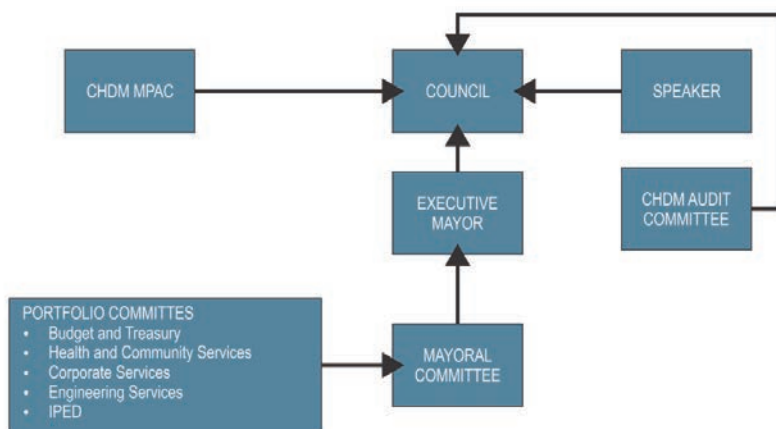 CHDM MPAC
COUNCIL
SPEAKER
EXECUTIVE
MAYOR
CHDM AUDIT
COMMITTEE
PORTFOLIO COMMITTES
• Budget and Treasury
• Health and Community Services
• Corporate Services
• Engineering Services
• IPED
MAYORAL
COMMITTEE